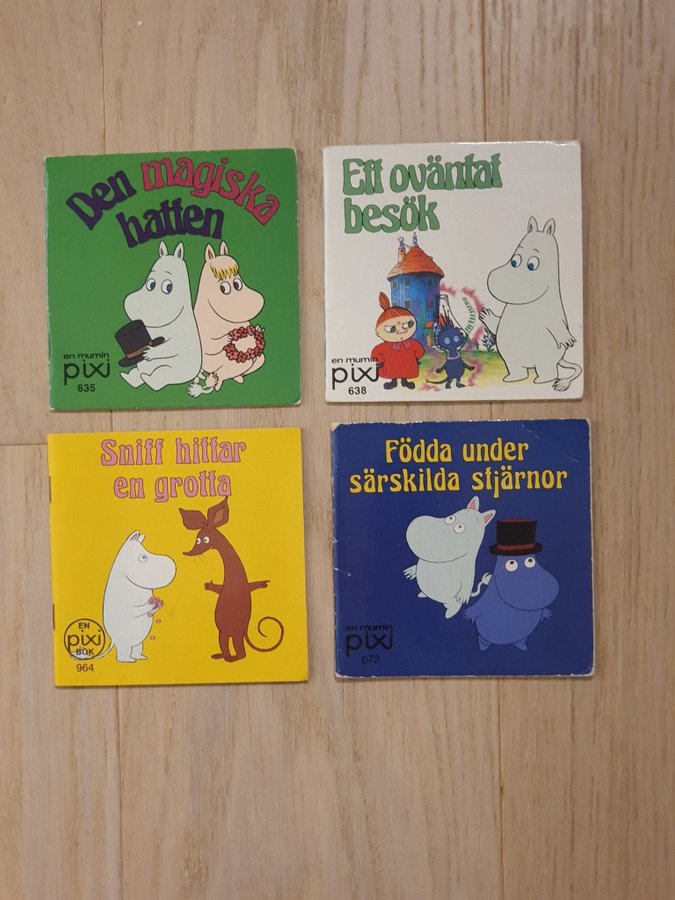 Den magiska
hatten
en mumin
pixi
635
Ett oväntat
besök
en mumin
pixi
638
Sniff hittar
en grotta
EN
pixi
BOK
964
Födda under
särskilda stjärnor
en mumin
pixi
672